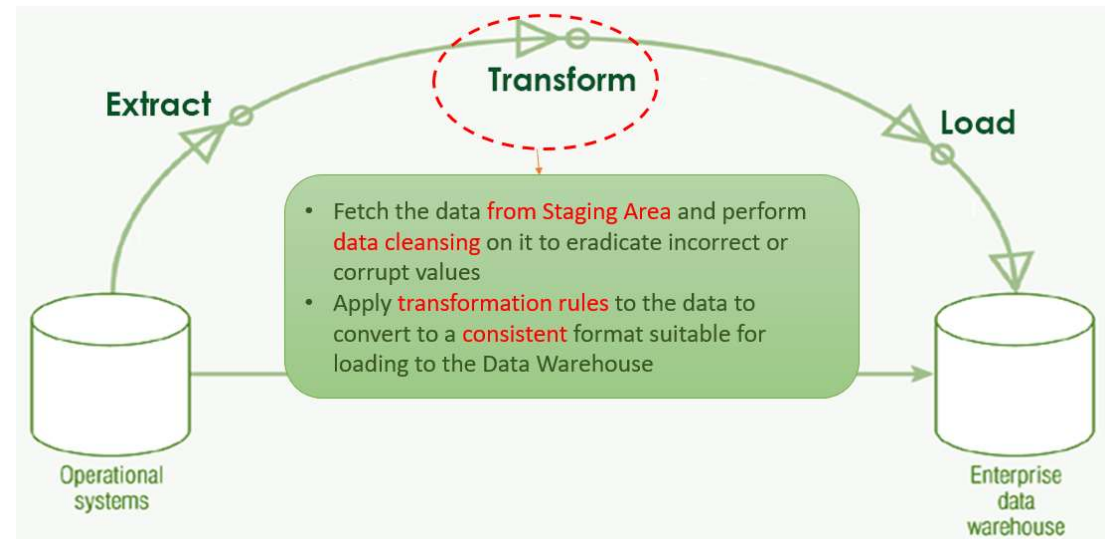 Extract
Transform
Load
• Fetch the data from Staging Area and perform
data cleansing on it to eradicate incorrect or
corrupt values
• Apply transformation rules to the data to
convert to a consistent format suitable for
loading to the Data Warehouse
Operational
systems
Enterprise
data
warehouse